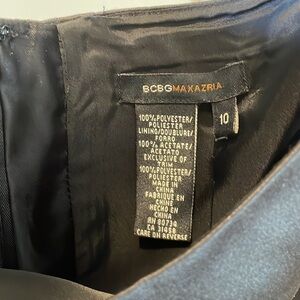 BCBGMAXAZRIA
10
100% POLYESTER/
POLIESTER
LINING/DOUBLURE/
FORRO
100% ACETATE/
ACETATO
EXCLUSIVE OF
TRIM
100% POLYESTER/
POLIESTER
MADE IN
CHINA
FABRIQUE EN
CHINE
HECHO EN
CHINA
RN 80734
CA 31458
CARE ON REVERSE